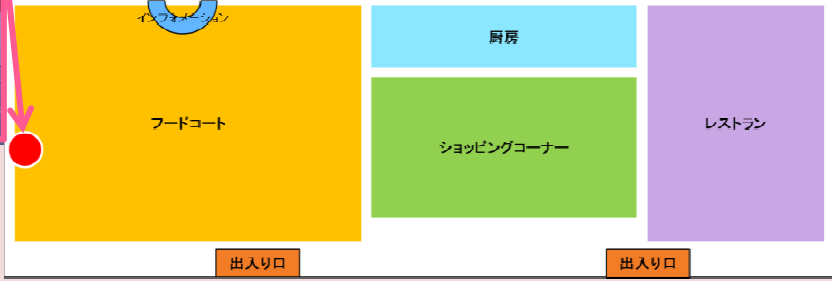 インフォメーション
厨房
フードコート
レストラン
ショッピングコーナー
出入り口
出入り口